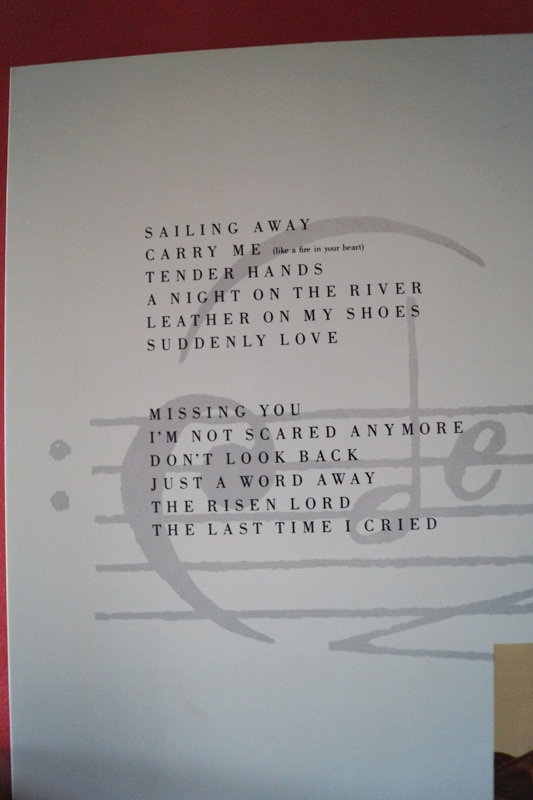 SAILING AWAY
CARRY ME (like a fire in your heart)
TENDER HANDS
A NIGHT ON THE RIVER
LEATHER ON MY SHOES
SUDDENLY LOVE
MISSING YOU
I'M NOT SCARED ANYMORE
DON'T LOOK BACK
JUST A WORD AWAY
THE RISEN LORD
THE LAST TIME I CRIED